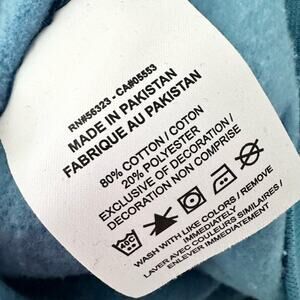 RN#56323 - CA#05553
MADE IN PAKISTAN
FABRIQUE AU PAKISTAN
80% COTTON / COTON
20% POLYESTER
EXCLUSIVE OF DECORATION /
DECORATION NON COMPRISE
WASH WITH LIKE COLORS / REMOVE
IMMEDIATELY
LAVER AVEC COULEURS SIMILAIRES /
ENLEVER IMMEDIATEMENT